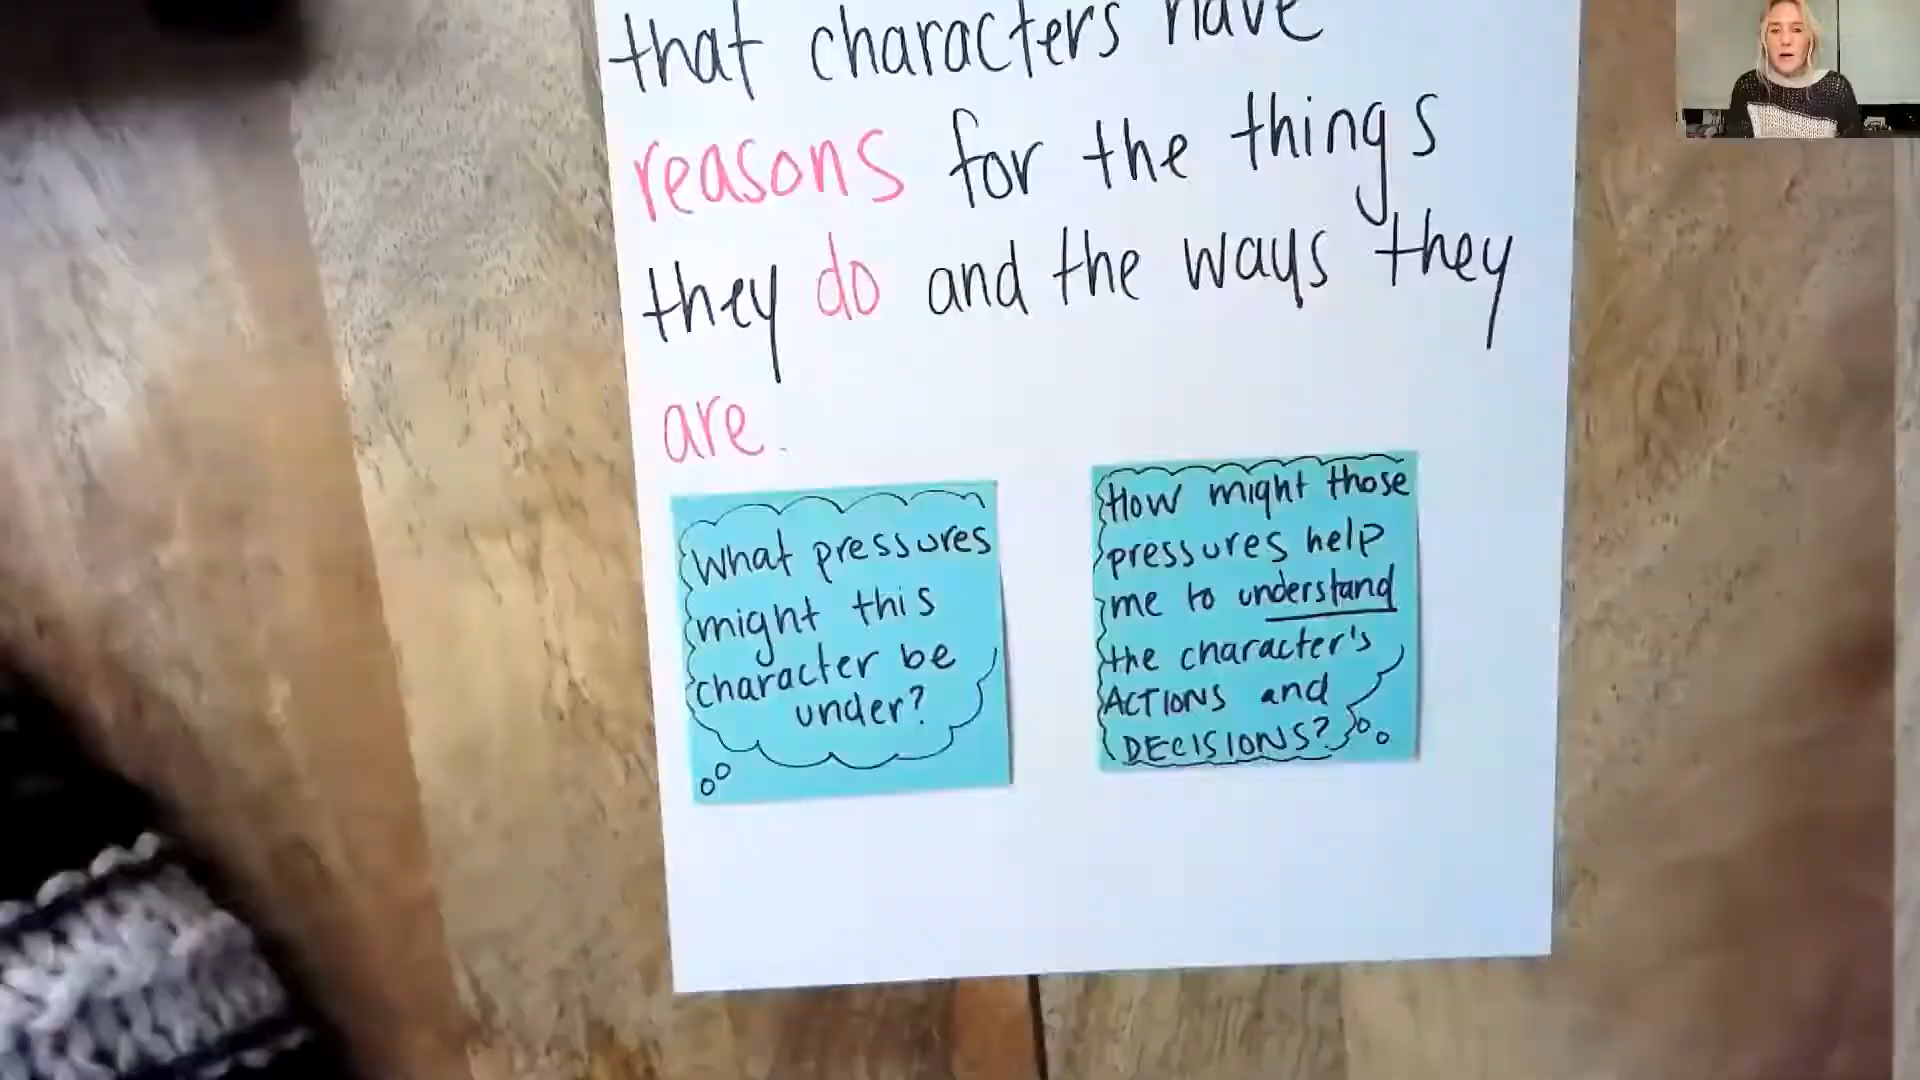 that characters have
reasons for the things
they do and the ways they
are.
What pressures
might this
character be
under?
How might those
pressures help
me to understand
the character's
ACTIONS and
DECISIONS?